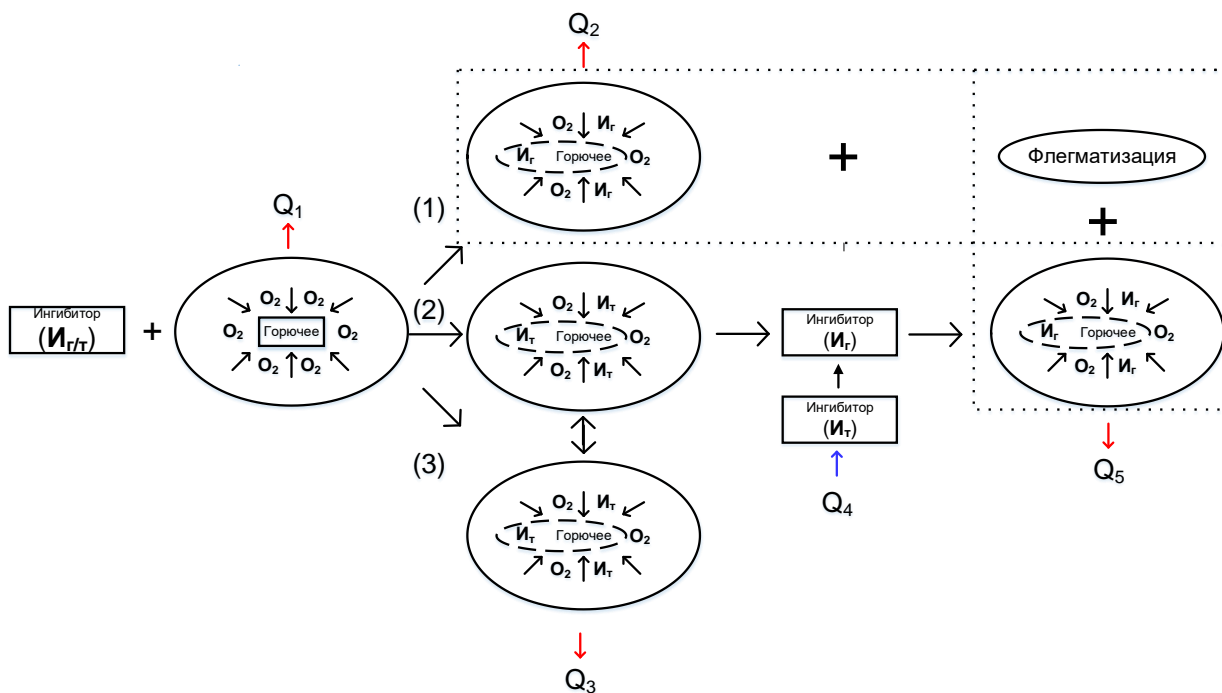 Q₂
O₂ Иг
Иг Горючее O₂
O₂ Иг
+
Флегматизация
+
Q₁
(1)
Ингибитор
(Иг/т)
+
O₂ O₂
O₂ Горючее O₂
O₂ O₂
(2)
O₂ Ит
Ит Горючее O₂
O₂ Ит
Ингибитор
(Иг)
Ингибитор
(Ит)
Q₄
O₂ Иг
Иг Горючее O₂
O₂ Иг
Q₅
(3)
O₂ Ит
Ит Горючее O₂
O₂ Ит
Q₃